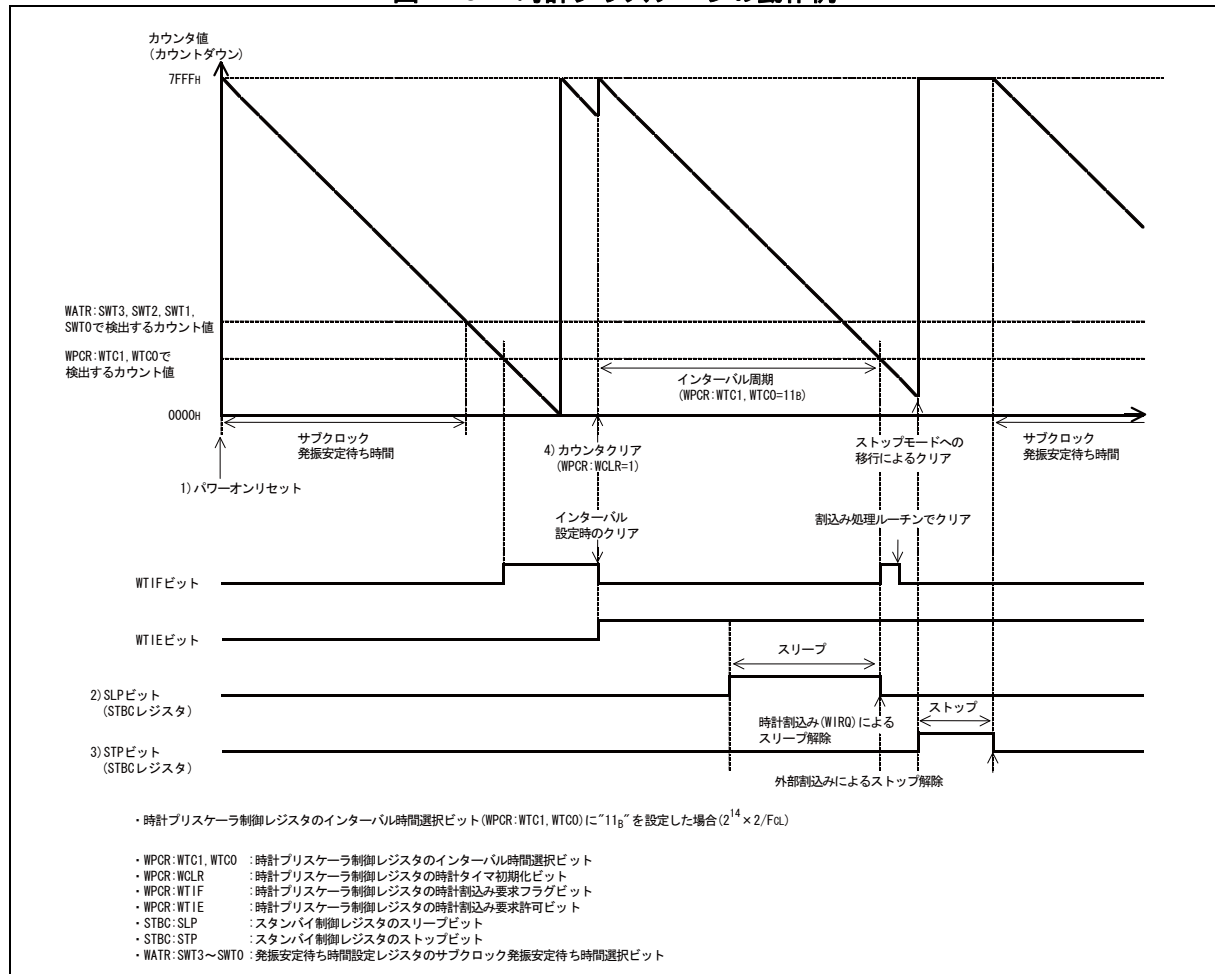 カウンタ値
(カウントダウン)
7FFFH
WATR:SWT3, SWT2, SWT1,
SWT0で検出するカウント値
WPCR:WTC1, WTC0で
検出するカウント値
インターバル周期
(WPCR:WTC1, WTC0=11B)
0000H
サブクロック
発振安定待ち時間
4) カウンタクリア
(WPCR:WCLR=1)
ストップモードへの
移行によるクリア
サブクロック
発振安定待ち時間
1) パワーオンリセット
インターバル
設定時のクリア
割込み処理ルーチンでクリア
WTIFビット
WTIEビット
スリープ
2) SLPビット
(STBCレジスタ)
ストップ
時計割込み(WIRQ)による
スリープ解除
3) STPビット
(STBCレジスタ)
外部割込みによるストップ解除
・時計プリスケーラ制御レジスタのインターバル時間選択ビット(WPCR:WTC1, WTC0)に"11B"を設定した場合(2^14×2/FCL)
・WPCR:WTC1, WTC0 :時計プリスケーラ制御レジスタのインターバル時間選択ビット
・WPCR:WCLR :時計プリスケーラ制御レジスタの時計タイマ初期化ビット
・WPCR:WTIF :時計プリスケーラ制御レジスタの時計割込み要求フラグビット
・WPCR:WTIE :時計プリスケーラ制御レジスタの時計割込み要求許可ビット
・STBC:SLP :スタンバイ制御レジスタのスリープビット
・STBC:STP :スタンバイ制御レジスタのストップビット
・WATR:SWT3～SWT0 :発振安定待ち時間設定レジスタのサブクロック発振安定待ち時間選択ビット